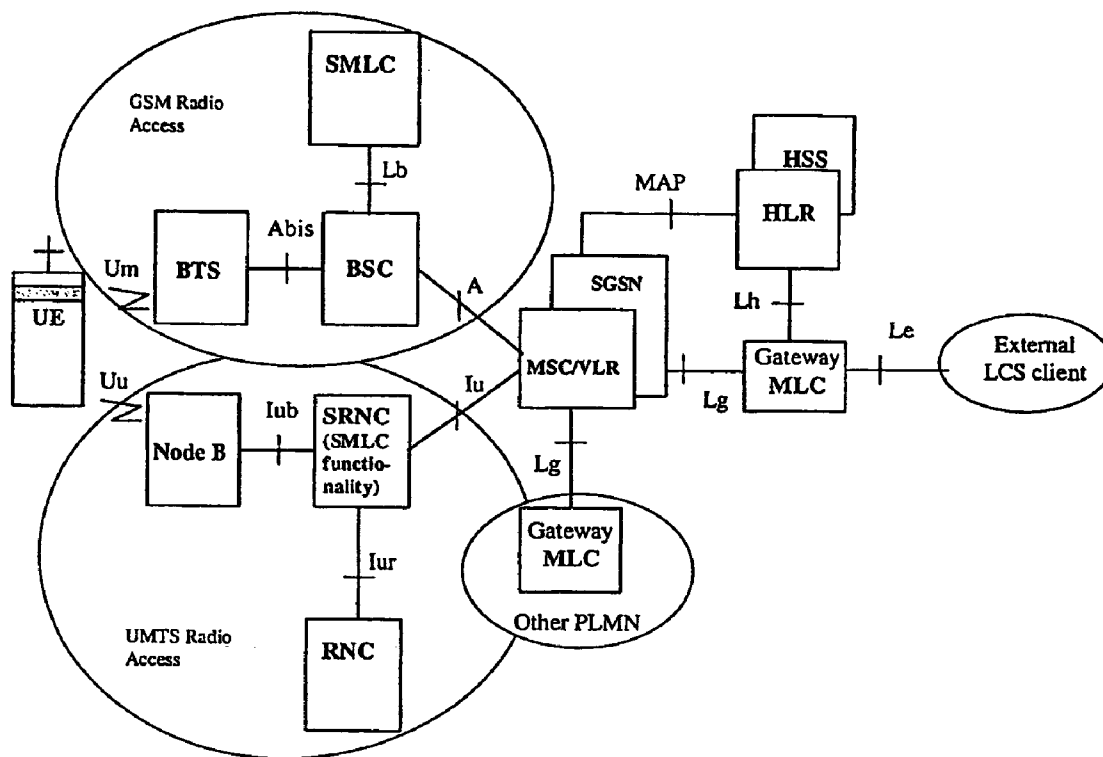 SMLC
GSM Radio
Access
Lb
HSS
MAP
HLR
Abis
Um
BTS
BSC
A
SGSN
UE
Lh
Le
Gateway
MLC
External
LCS client
MSC/VLR
Lg
Uu
Iu
Iub
SRNC
(SMLC
functio-
nality)
Node B
Lg
Gateway
MLC
Iur
Other PLMN
UMTS Radio
Access
RNC